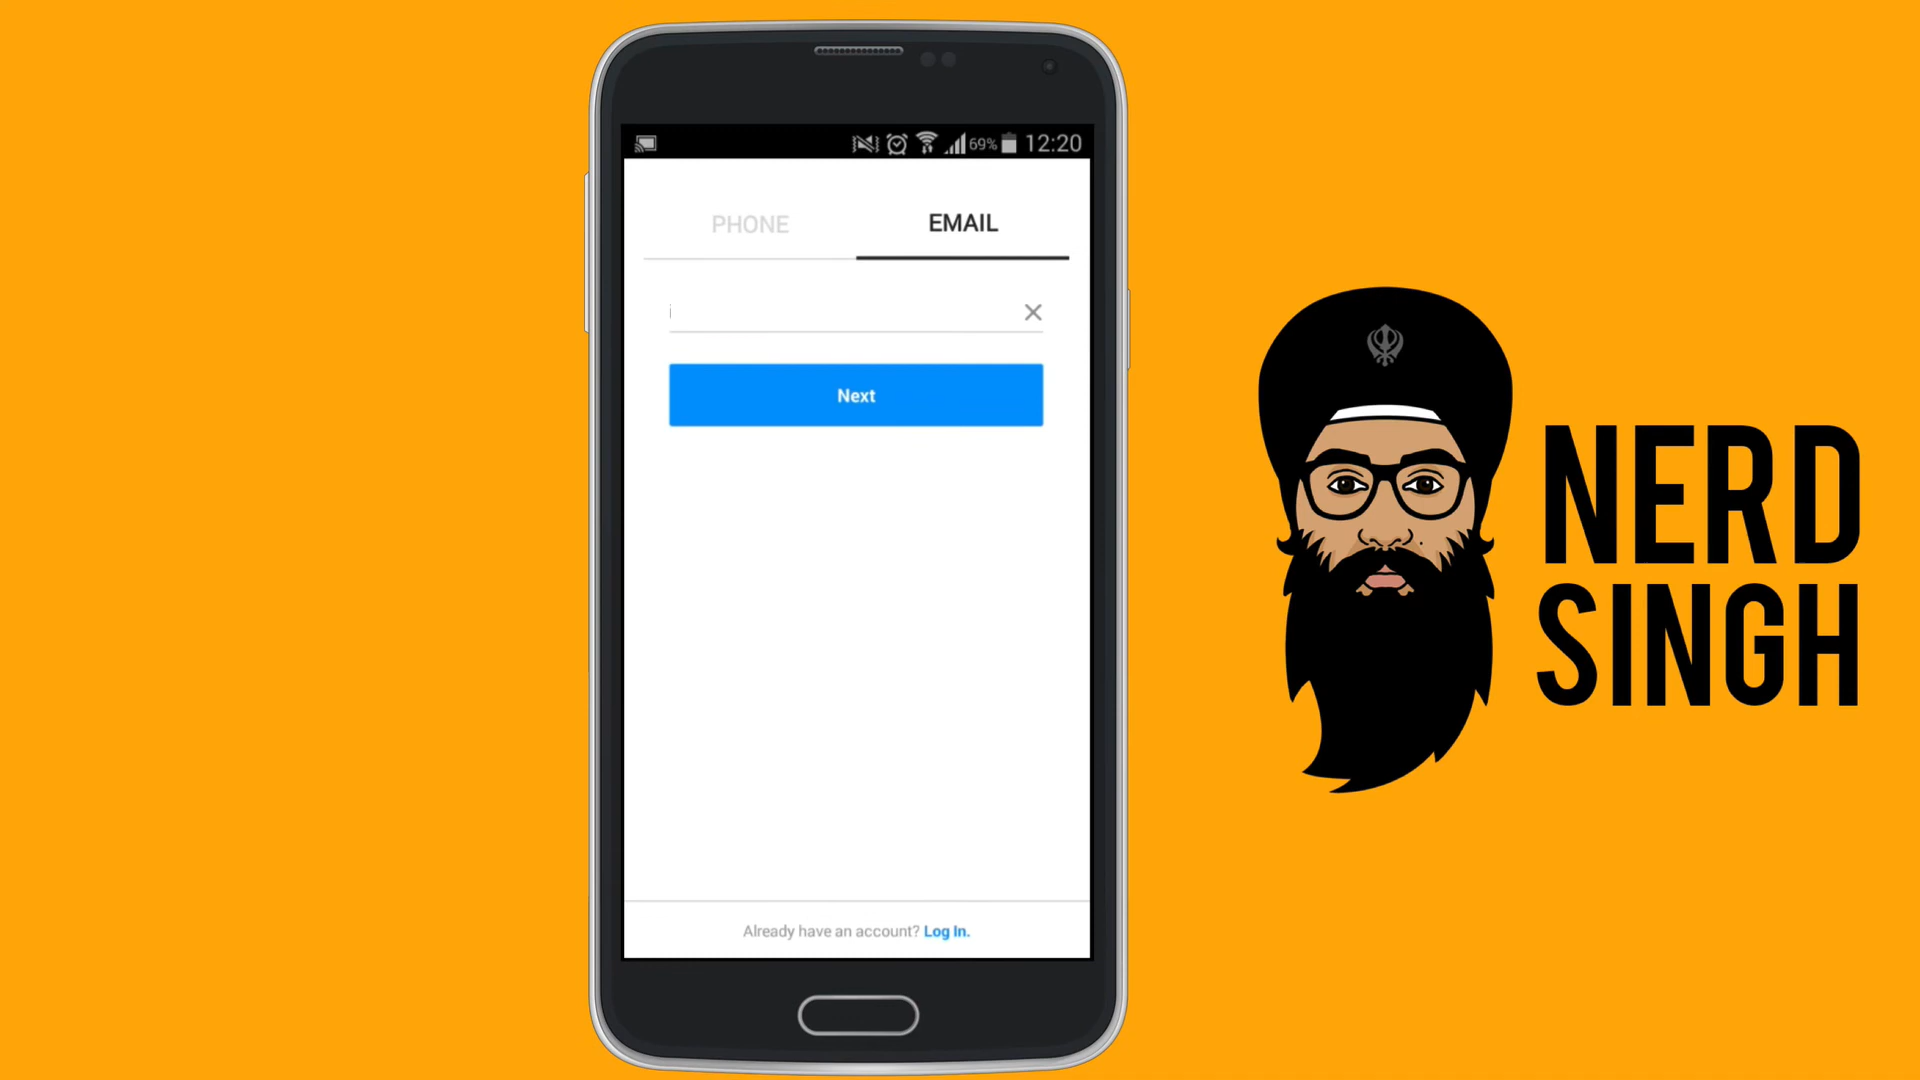 69% 12:20
PHONE EMAIL
i
Next
Already have an account? Log In.
NERD
SINGH